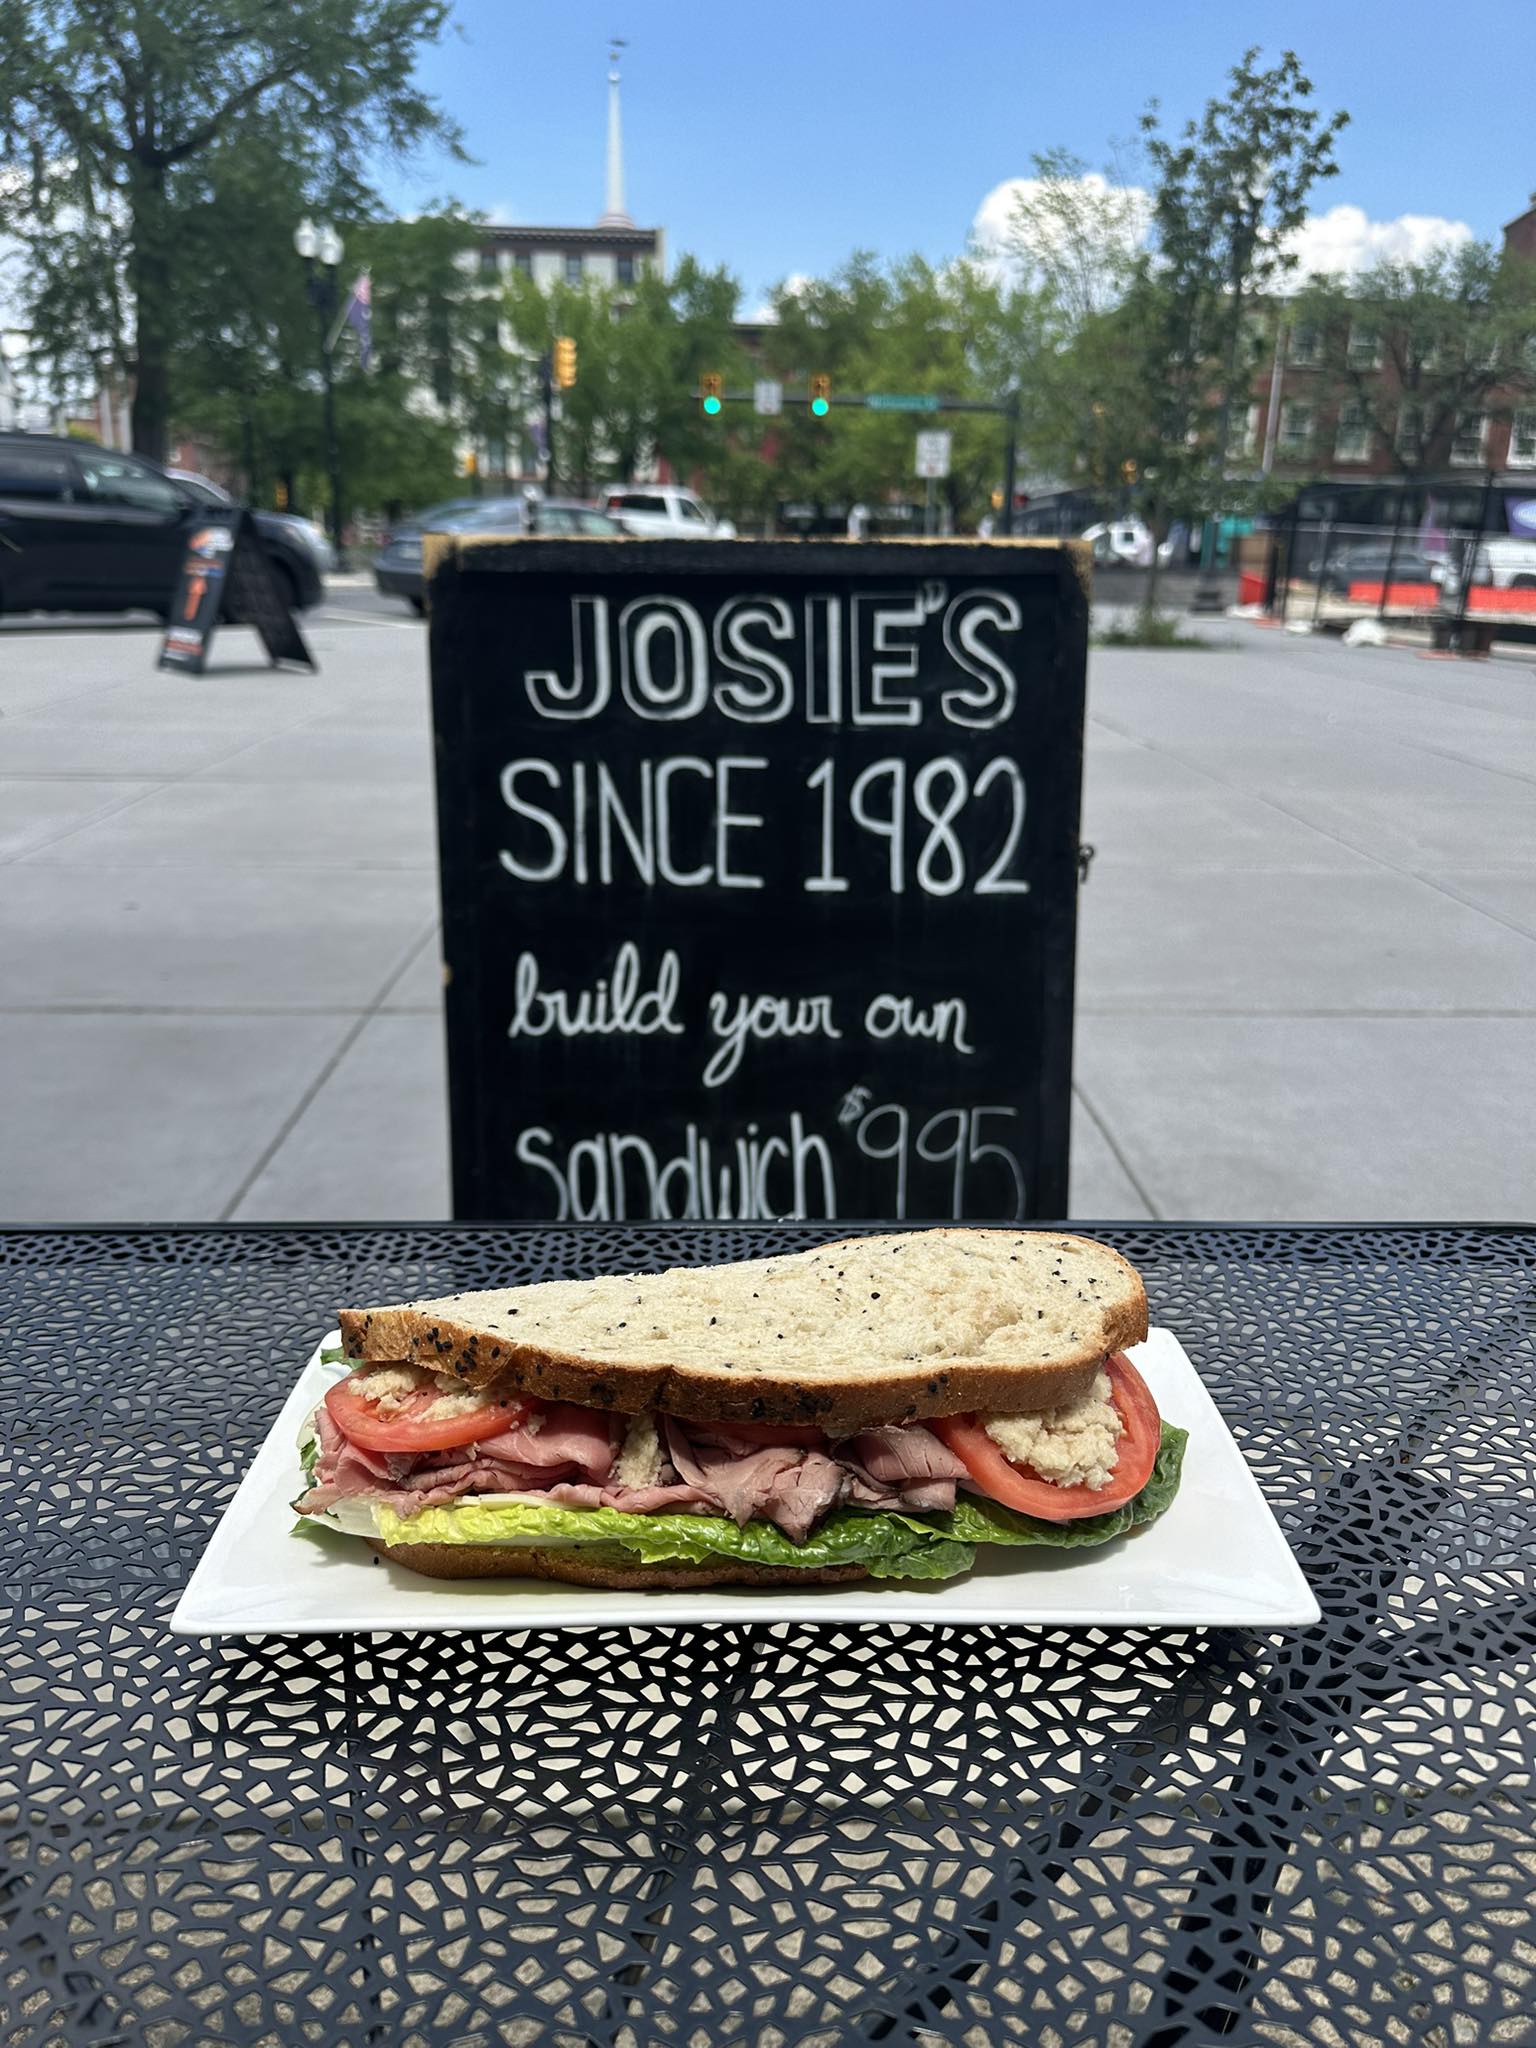 JOSIE'S
SINCE 1982
build your own
sandwich $995